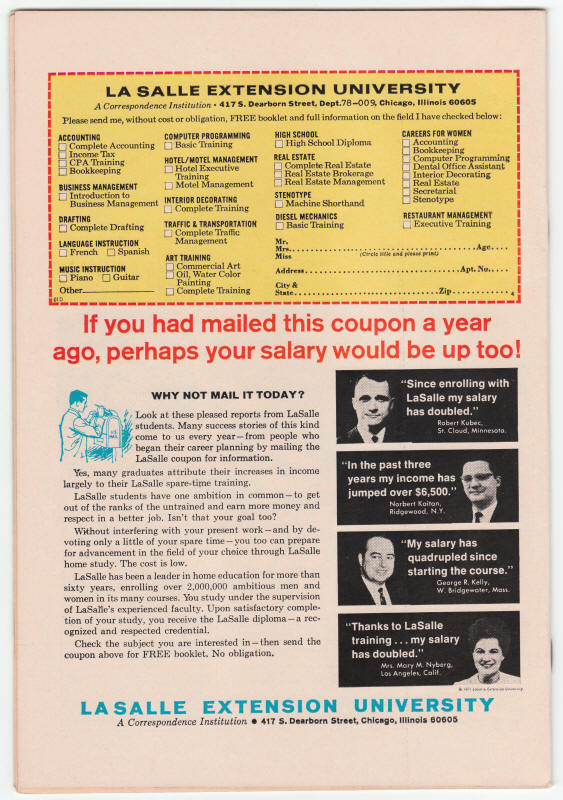 LA SALLE EXTENSION UNIVERSITY
A Correspondence Institution • 417 S. Dearborn Street, Dept. 78-009, Chicago, Illinois 60605
Please send me, without cost or obligation, FREE booklet and full information on the field I have checked below:
ACCOUNTING
Complete Accounting
Income Tax
CPA Training
Bookkeeping
BUSINESS MANAGEMENT
Introduction to
Business Management
DRAFTING
Complete Drafting
LANGUAGE INSTRUCTION
French Spanish
MUSIC INSTRUCTION
Piano Guitar
Other
COMPUTER PROGRAMMING
Basic Training
HOTEL/MOTEL MANAGEMENT
Hotel Executive
Training
Motel Management
INTERIOR DECORATING
Complete Training
TRAFFIC & TRANSPORTATION
Complete Traffic
Management
ART TRAINING
Commercial Art
Oil, Water Color
Painting
Complete Training
HIGH SCHOOL
High School Diploma
REAL ESTATE
Complete Real Estate
Real Estate Brokerage
Real Estate Management
STENOTYPE
Machine Shorthand
DIESEL MECHANICS
Basic Training
CAREERS FOR WOMEN
Accounting
Bookkeeping
Computer Programming
Dental Office Assistant
Interior Decorating
Real Estate
Secretarial
Stenotype
RESTAURANT MANAGEMENT
Executive Training
Mr.
Mrs. Age
Miss (Circle title and please print)
Address Apt. No.
City &
State Zip
4
If you had mailed this coupon a year
ago, perhaps your salary would be up too!
WHY NOT MAIL IT TODAY?
Look at these pleased reports from LaSalle
students. Many success stories of this kind
come to us every year—from people who
began their career planning by mailing the
LaSalle coupon for information.
Yes, many graduates attribute their increases in income
largely to their LaSalle spare-time training.
LaSalle students have one ambition in common—to get
out of the ranks of the untrained and earn more money and
respect in a better job. Isn't that your goal too?
Without interfering with your present work—and by de-
voting only a little of your spare time—you too can prepare
for advancement in the field of your choice through LaSalle
home study. The cost is low.
LaSalle has been a leader in home education for more than
sixty years, enrolling over 2,000,000 ambitious men and
women in its many courses. You study under the supervision
of LaSalle's experienced faculty. Upon satisfactory comple-
tion of your study, you receive the LaSalle diploma—a rec-
ognized and respected credential.
Check the subject you are interested in—then send the
coupon above for FREE booklet. No obligation.
"Since enrolling with
LaSalle my salary
has doubled."
Robert Kubec,
St. Cloud, Minnesota.
"In the past three
years my income has
jumped over $6,500."
Norbert Kaitan,
Ridgewood, N.Y.
"My salary has
quadrupled since
starting the course."
George R. Kelly,
W. Bridgewater, Mass.
"Thanks to LaSalle
training . . . my salary
has doubled."
Mrs. Mary M. Nyberg,
Los Angeles, Calif.
© 1971 LaSalle Extension University
LA SALLE EXTENSION UNIVERSITY
A Correspondence Institution • 417 S. Dearborn Street, Chicago, Illinois 60605